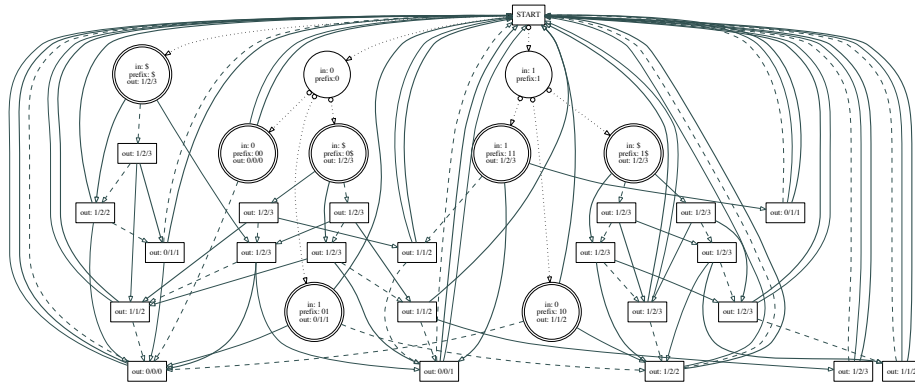 START
in: $
prefix: $
out: 1/2/3
in: 0
prefix:0
in: 1
prefix:1
in: 0
prefix: 00
out: 0/0/0
in: $
prefix: 0$
out: 1/2/3
in: 1
prefix: 11
out: 1/2/3
in: $
prefix: 1$
out: 1/2/3
out: 1/2/3
out: 1/2/2
out: 1/2/3
out: 1/2/3
out: 1/2/3
out: 1/2/3
out: 0/1/1
out: 0/1/1
out: 1/2/3
out: 1/2/3
out: 1/1/2
out: 1/2/3
out: 1/2/3
out: 1/1/2
in: 1
prefix: 01
out: 0/1/1
out: 1/1/2
in: 0
prefix: 10
out: 1/1/2
out: 1/2/3
out: 1/2/3
out: 0/0/0
out: 0/0/1
out: 1/2/2
out: 1/2/3
out: 1/1/2